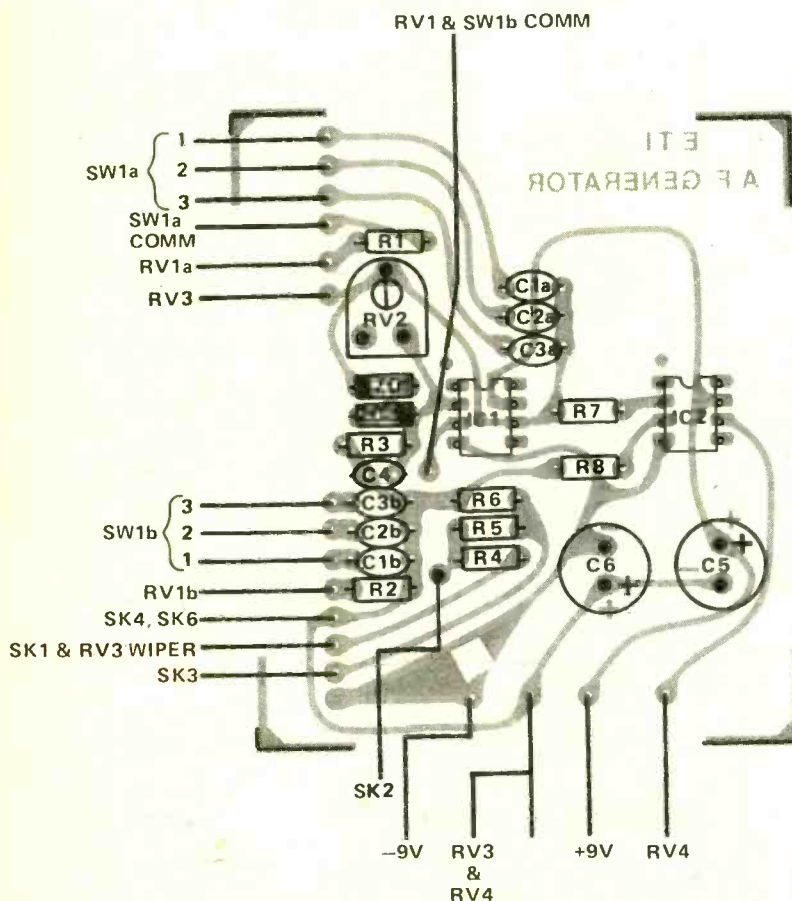 RV1 & SW1b COMM
ETI
AF GENERATOR
1
SW1a
2
3
SW1a
COMM
RV1a
RV3
R1
RV2
C1a
C2a
C3a
IC1
R7
IC2
R3
C4
R8
3
SW1b
2
1
C3b
C2b
C1b
R6
R5
R4
RV1b
R2
C6
+
+
C5
+
+
SK4, SK6
SK1 & RV3 WIPER
SK3
SK2
–9V
RV3
&
RV4
+9V
RV4